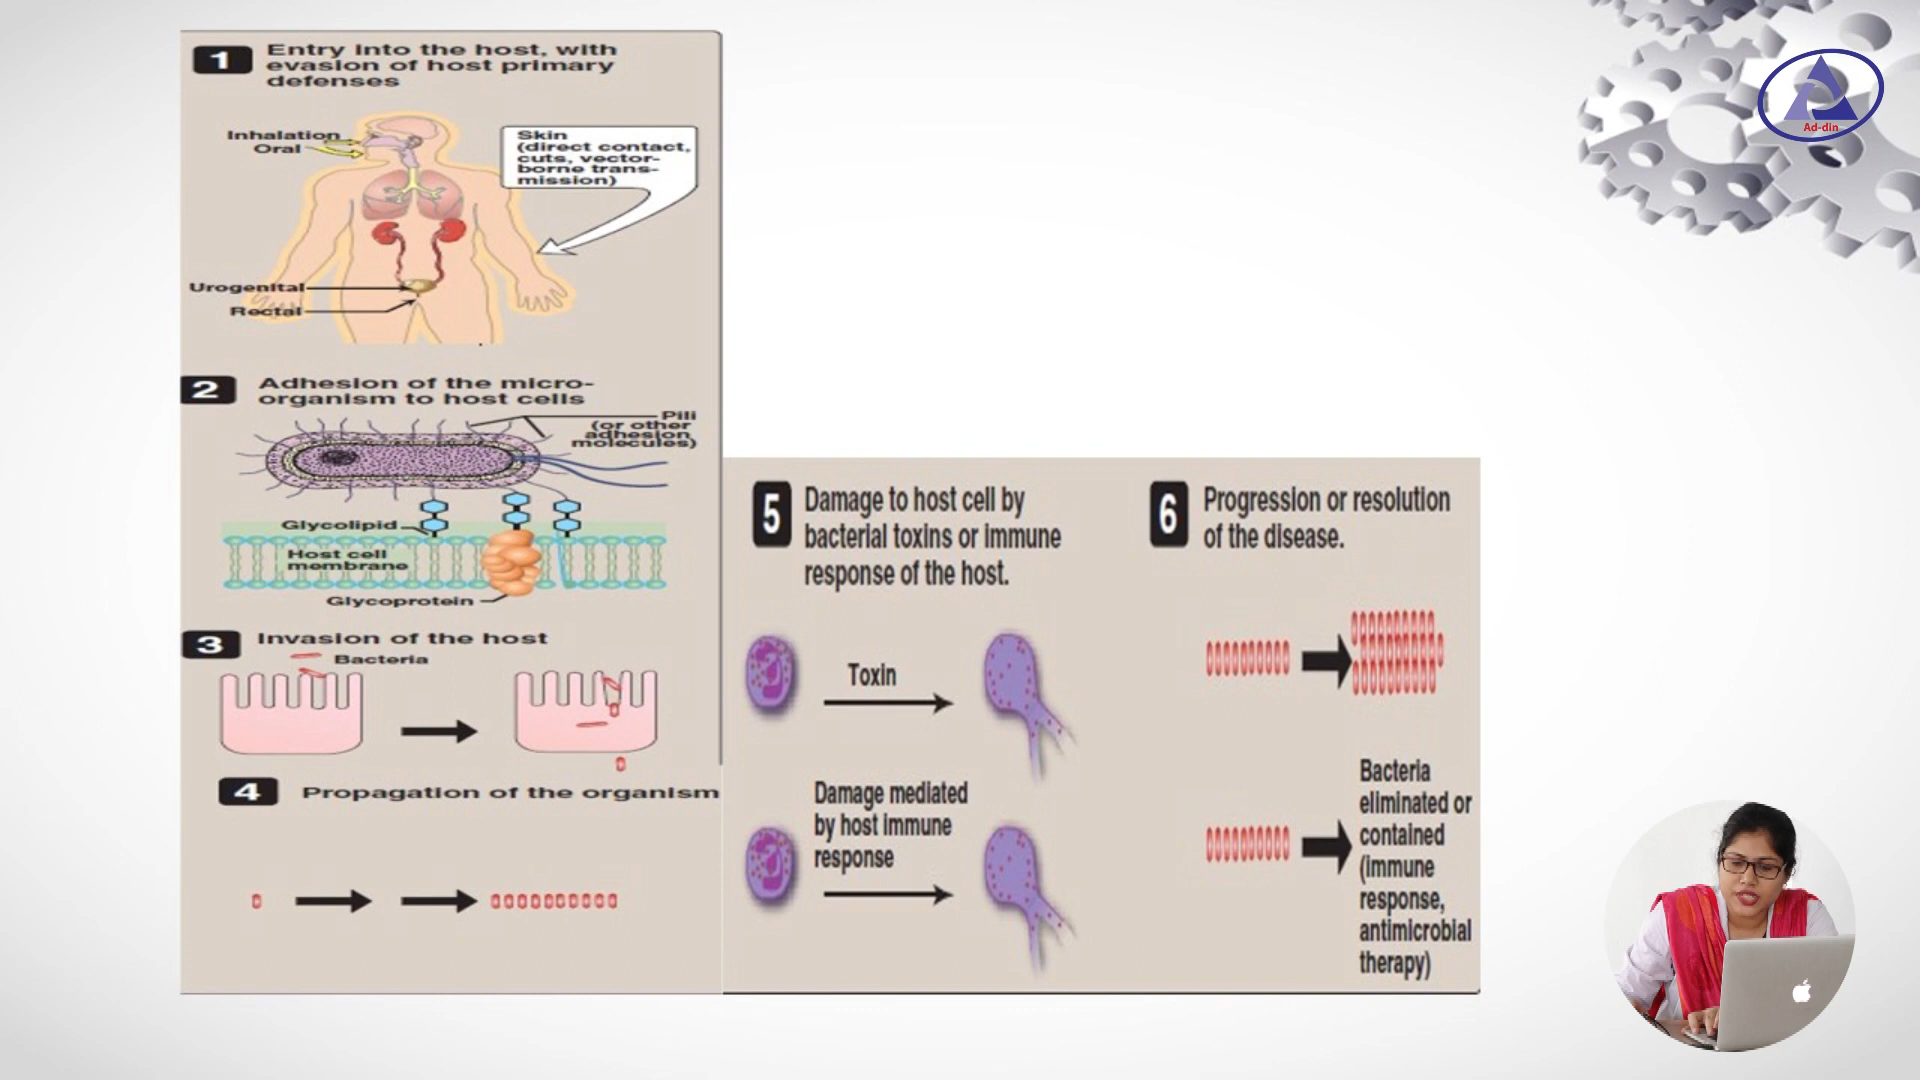 1
Entry into the host, with
evasion of host primary
defenses
Inhalation
Oral
Skin
(direct contact,
cuts, vector-
borne trans-
mission)
Urogenital
Rectal
2
Adhesion of the micro-
organism to host cells
Pili
(or other
adhesion
molecules)
Glycolipid
Host cell
membrane
Glycoprotein
3
Invasion of the host
Bacteria
4
Propagation of the organism
5
Damage to host cell by
bacterial toxins or immune
response of the host.
Toxin
Damage mediated
by host immune
response
6
Progression or resolution
of the disease.
Bacteria
eliminated or
contained
(immune
response,
antimicrobial
therapy)
Ad-din